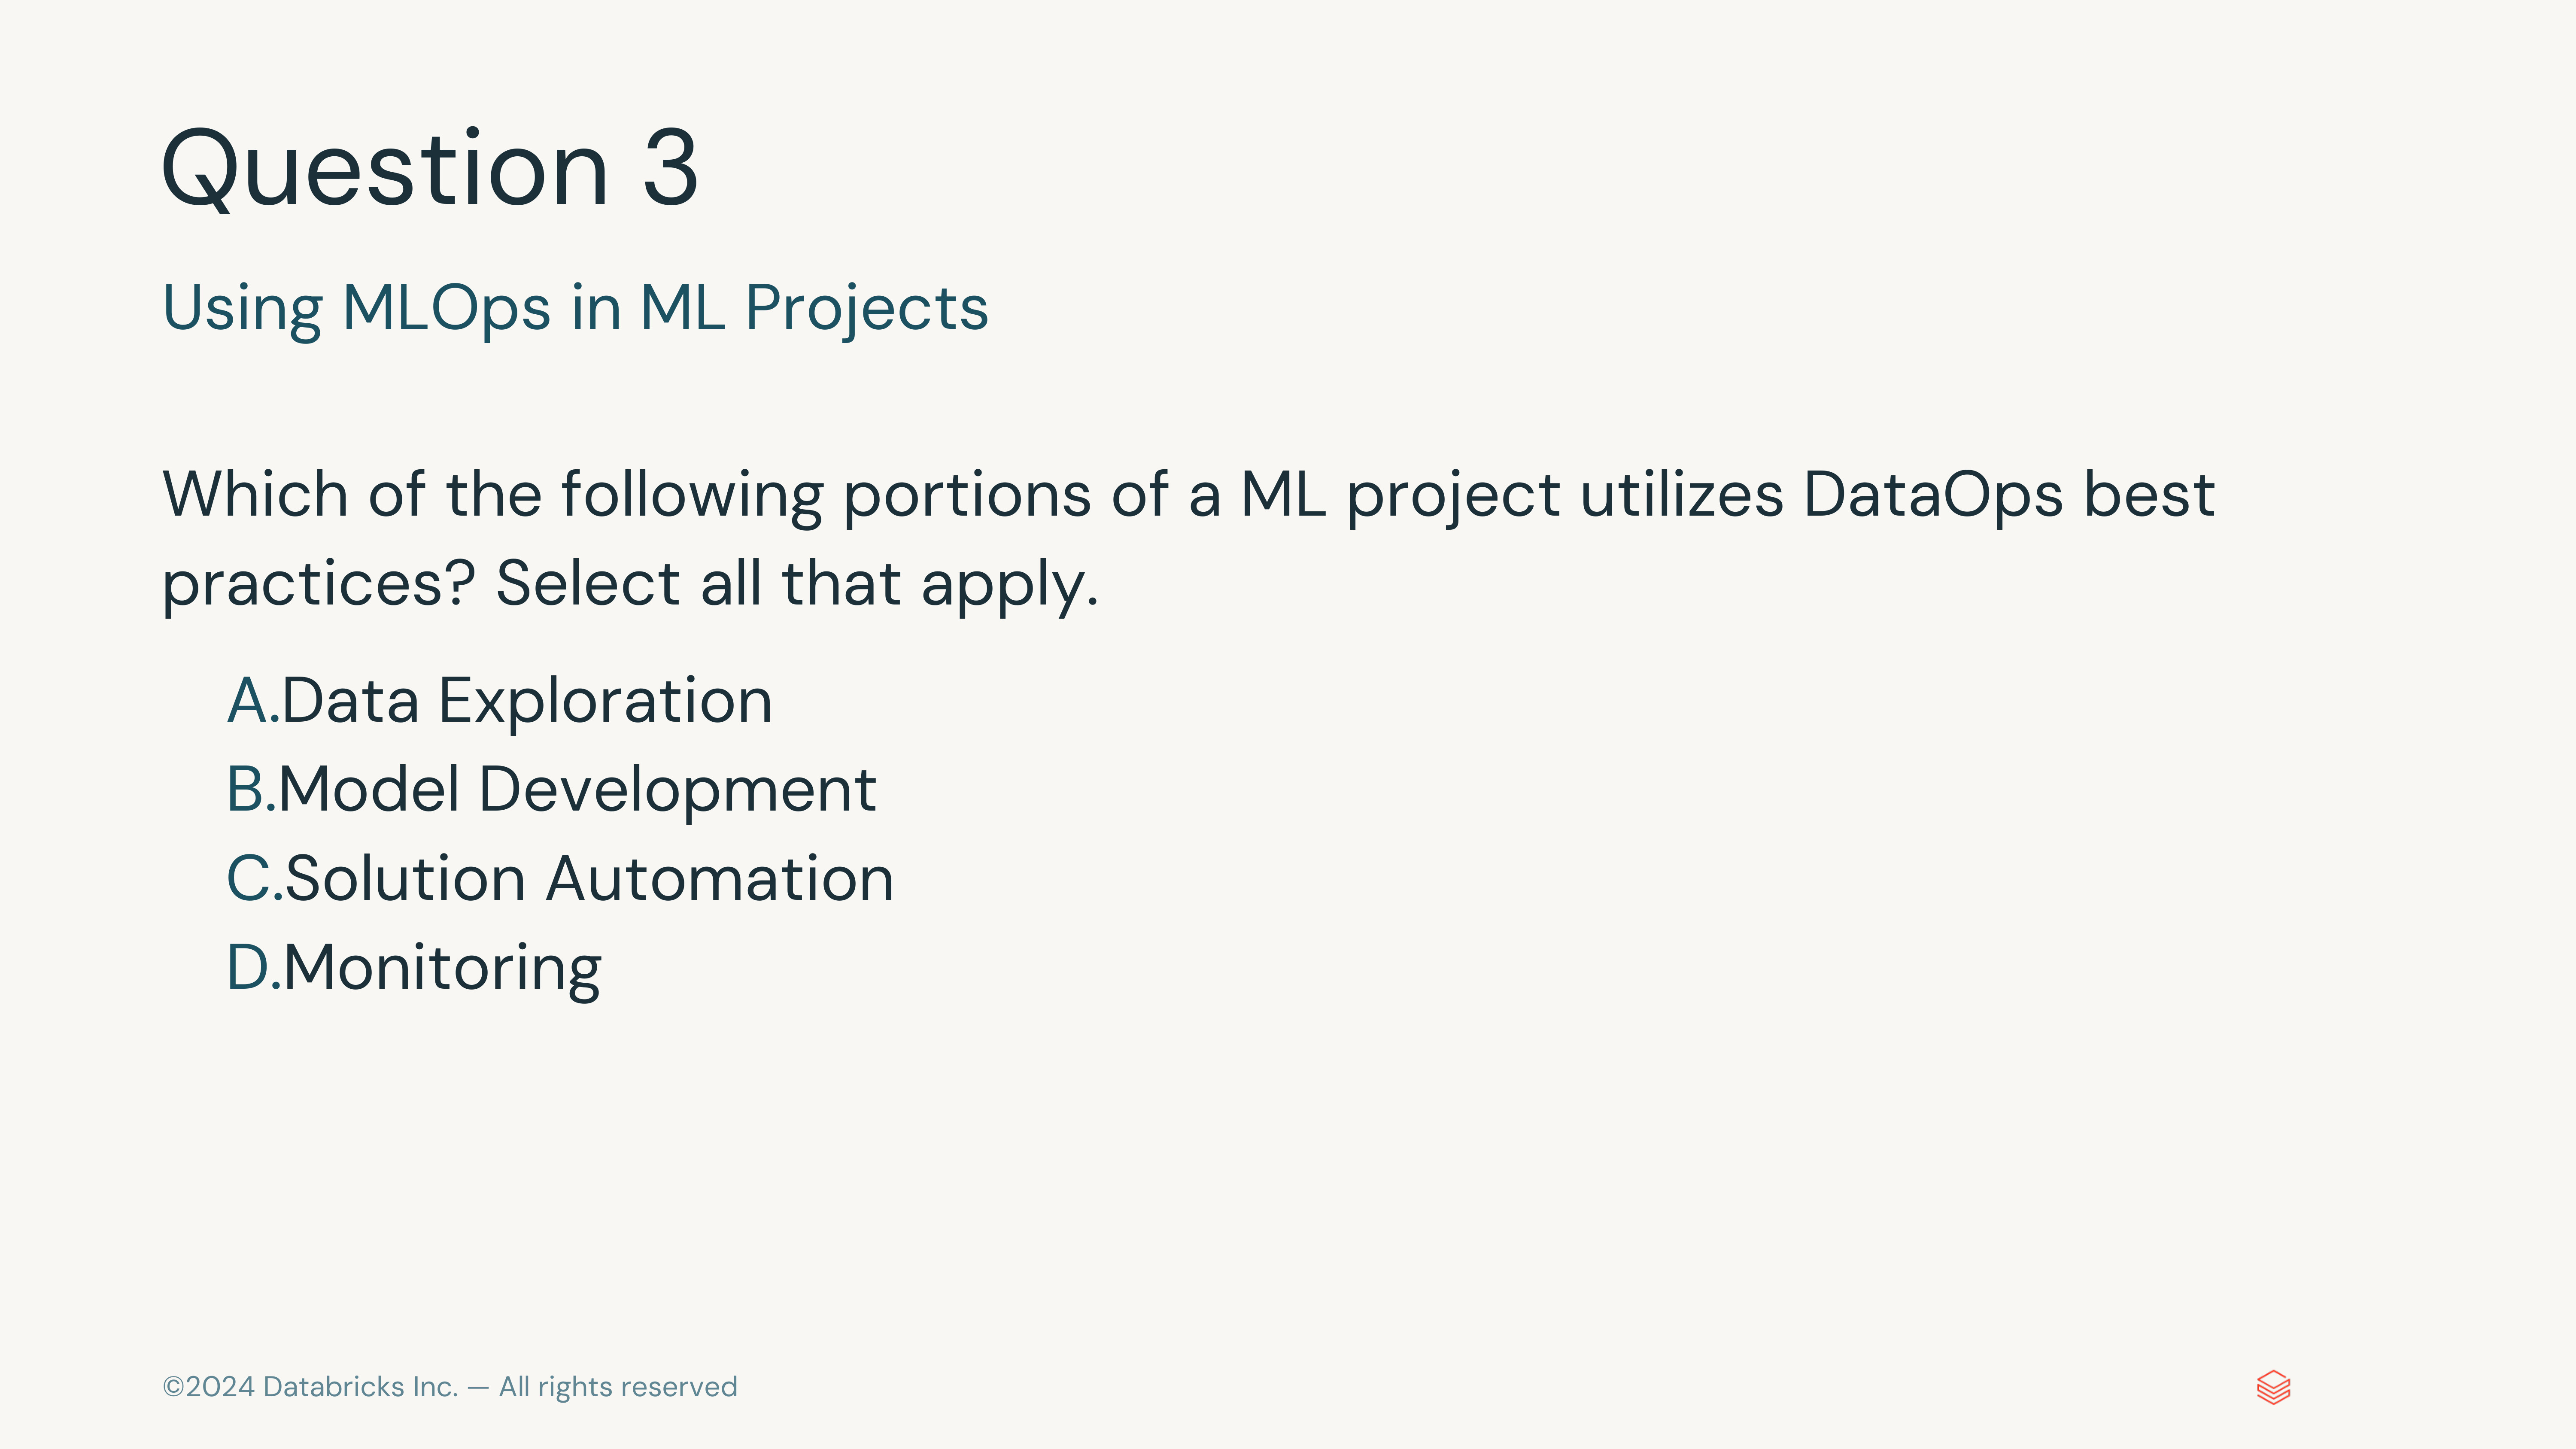 Question 3
Using MLOps in ML Projects
Which of the following portions of a ML project utilizes DataOps best
practices? Select all that apply.
A.Data Exploration
B.Model Development
C.Solution Automation
D.Monitoring
©2024 Databricks Inc. — All rights reserved